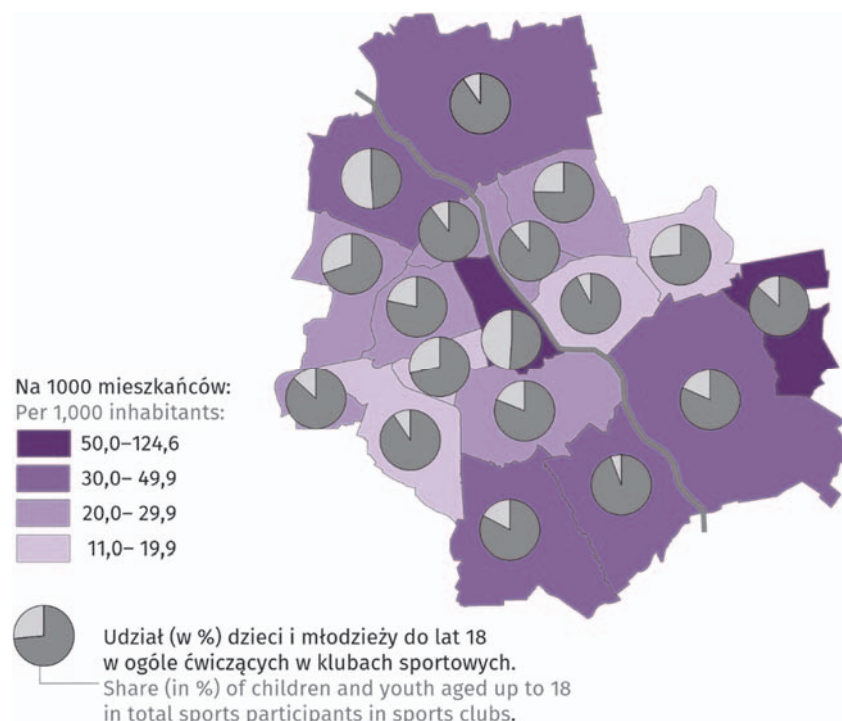 Na 1000 mieszkańców:
Per 1,000 inhabitants:
50,0–124,6
30,0– 49,9
20,0– 29,9
11,0– 19,9
Udział (w %) dzieci i młodzieży do lat 18
w ogóle ćwiczących w klubach sportowych.
Share (in %) of children and youth aged up to 18
in total sports participants in sports clubs.